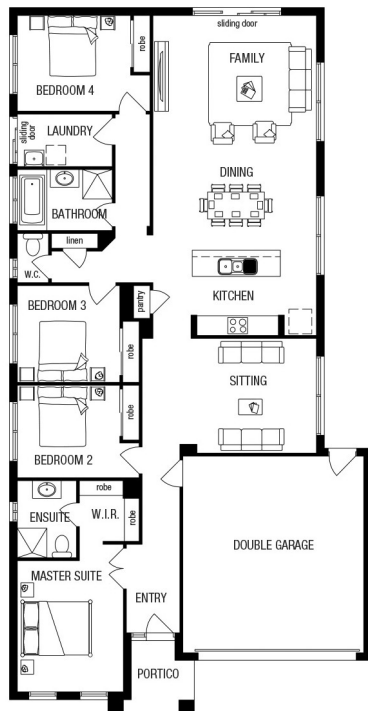 sliding door
FAMILY
robe
BEDROOM 4
sliding
door
LAUNDRY
DINING
BATHROOM
linen
W.C.
KITCHEN
pantry
BEDROOM 3
robe
SITTING
robe
BEDROOM 2
robe
ENSUITE
W.I.R.
robe
DOUBLE GARAGE
MASTER SUITE
ENTRY
PORTICO